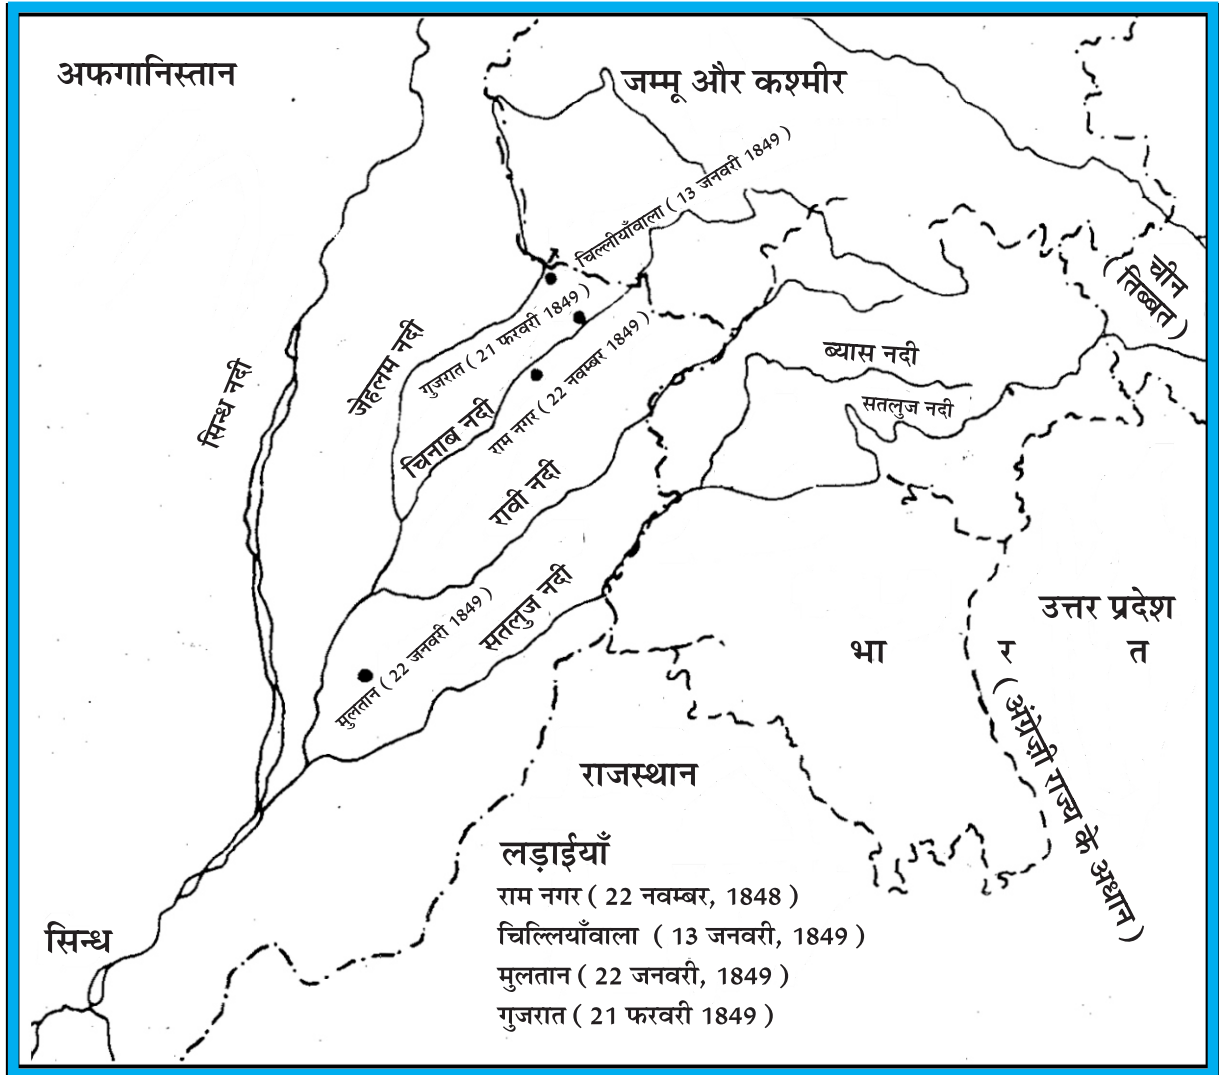 अफगानिस्तान
जम्मू और कश्मीर
चिल्लीयाँवाला ( 13 जनवरी 1849 )
चीन
( तिब्बत )
गुजरात ( 21 फरवरी 1849 )
जेहलम नदी
राम नगर ( 22 नवम्बर 1849 )
ब्यास नदी
सिन्ध नदी
सतलुज नदी
चिनाब नदी
रावी नदी
सतलुज नदी
उत्तर प्रदेश
भा र त
मुलतान ( 22 जनवरी 1849 )
( अंग्रेज़ी राज्य के अधान )
राजस्थान
लड़ाईयाँ
राम नगर ( 22 नवम्बर, 1848 )
चिल्लियाँवाला ( 13 जनवरी, 1849 )
सिन्ध
मुलतान ( 22 जनवरी, 1849 )
गुजरात ( 21 फरवरी 1849 )